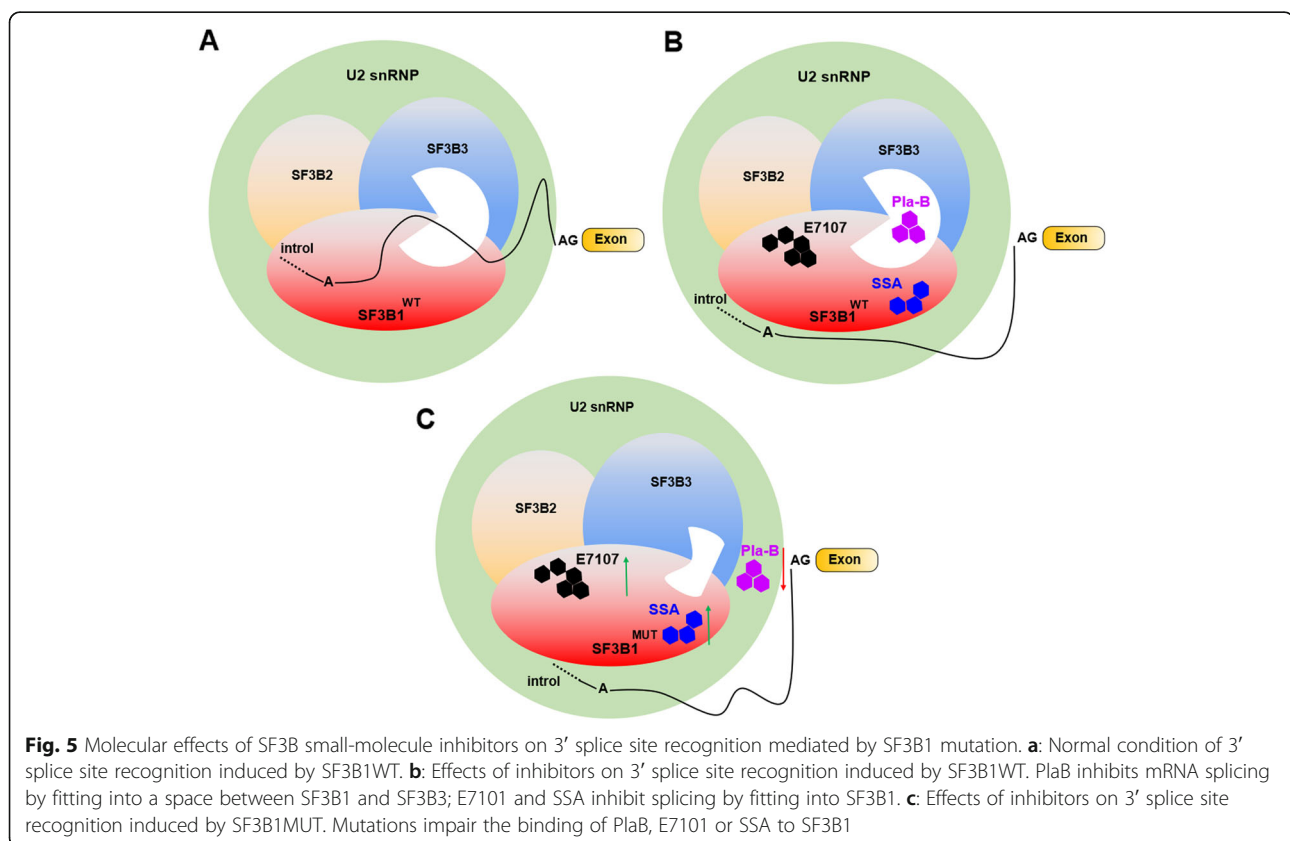 A
U2 snRNP
SF3B2
SF3B3
introl
A
SF3B1WT
AG
Exon
B
U2 snRNP
SF3B2
SF3B3
Pla-B
E7107
SSA
introl
SF3B1WT
A
AG
Exon
C
U2 snRNP
SF3B2
SF3B3
E7107
Pla-B
AG
Exon
SSA
SF3B1MUT
introl
A
Fig. 5 Molecular effects of SF3B small-molecule inhibitors on 3′ splice site recognition mediated by SF3B1 mutation. a: Normal condition of 3′
splice site recognition induced by SF3B1WT. b: Effects of inhibitors on 3′ splice site recognition induced by SF3B1WT. PlaB inhibits mRNA splicing
by fitting into a space between SF3B1 and SF3B3; E7101 and SSA inhibit splicing by fitting into SF3B1. c: Effects of inhibitors on 3′ splice site
recognition induced by SF3B1MUT. Mutations impair the binding of PlaB, E7101 or SSA to SF3B1